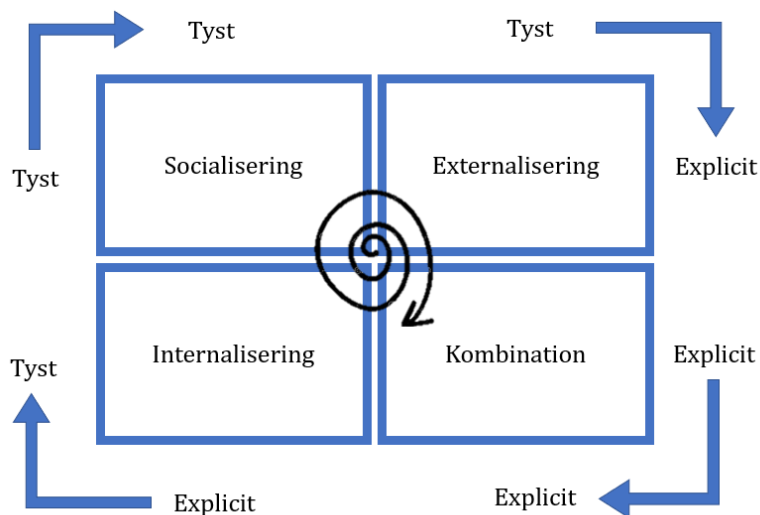 Tyst
Tyst
Tyst
Socialisering
Externalisering
Explicit
Tyst
Internalisering
Kombination
Explicit
Explicit
Explicit